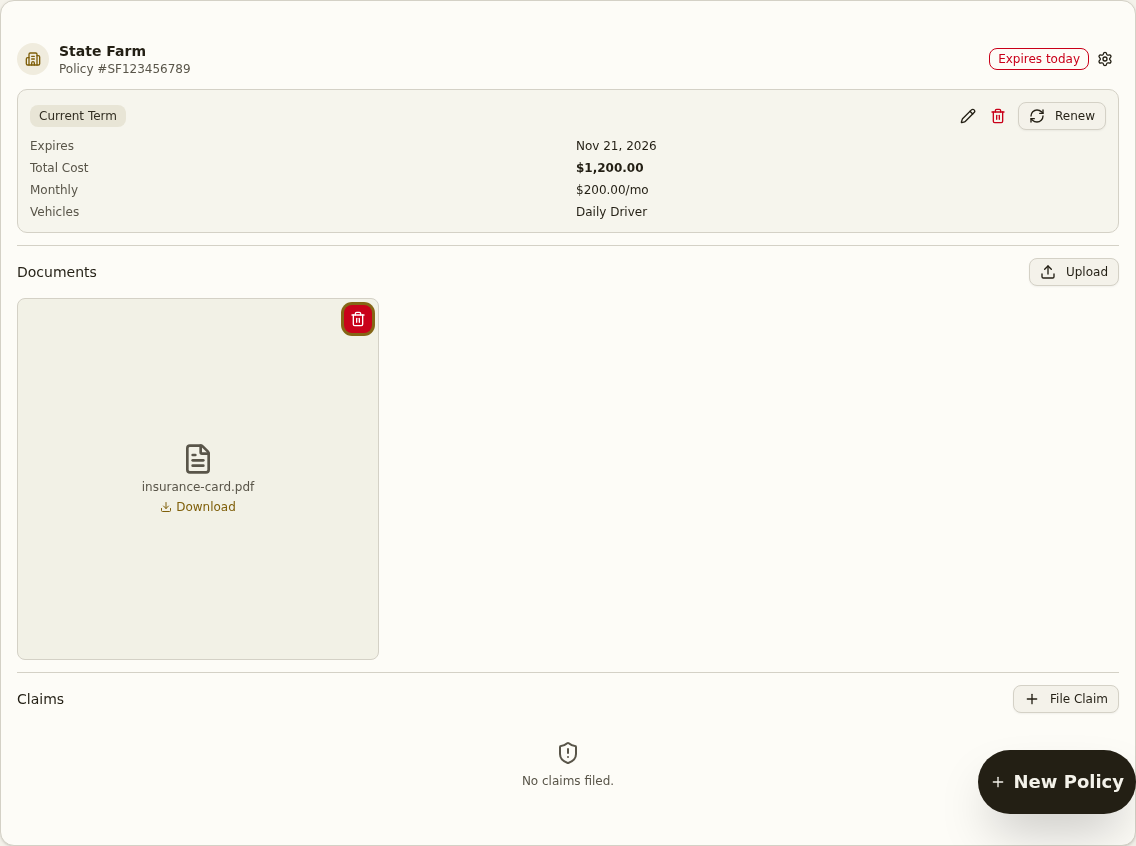 State Farm
Policy #SF123456789
Expires today
Current Term
Renew
Expires Nov 21, 2026
Total Cost $1,200.00
Monthly $200.00/mo
Vehicles Daily Driver
Documents
Upload
insurance-card.pdf
Download
Claims
File Claim
No claims filed.
+ New Policy